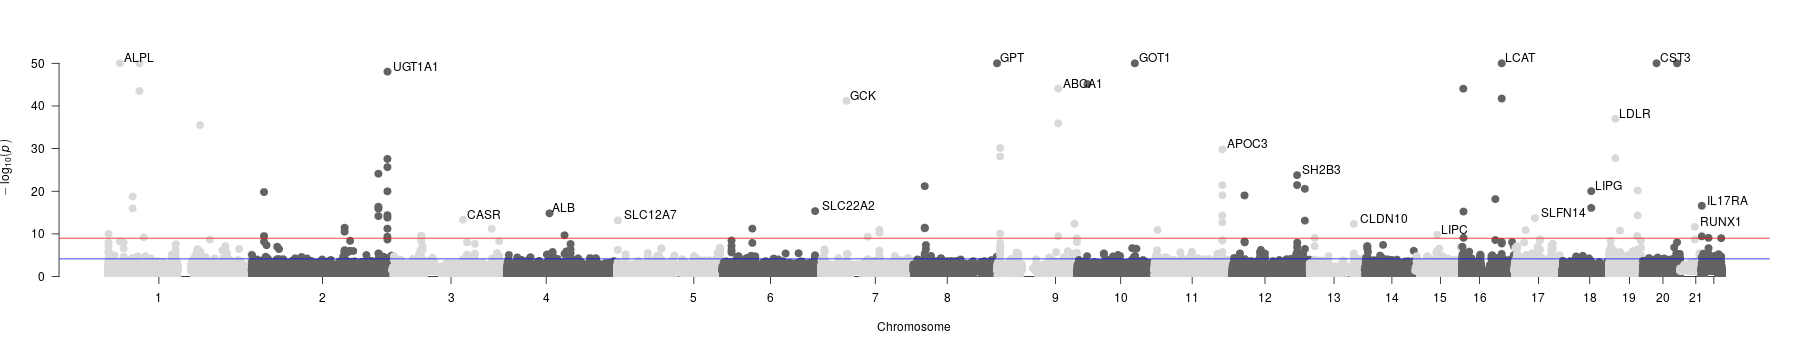 ALPL
GPT
GOT1
LCAT
CST3
UGT1A1
ABCA1
GCK
LDLR
APOC3
SH2B3
LIPG
IL17RA
SLC22A2
ALB
CASR
SLC12A7
CLDN10
SLFN14
RUNX1
LIPC
50
40
30
20
10
0
− log10(p)
1 2 3 4 5 6 7 8 9 10 11 12 13 14 15 16 17 18 19 20 21
Chromosome